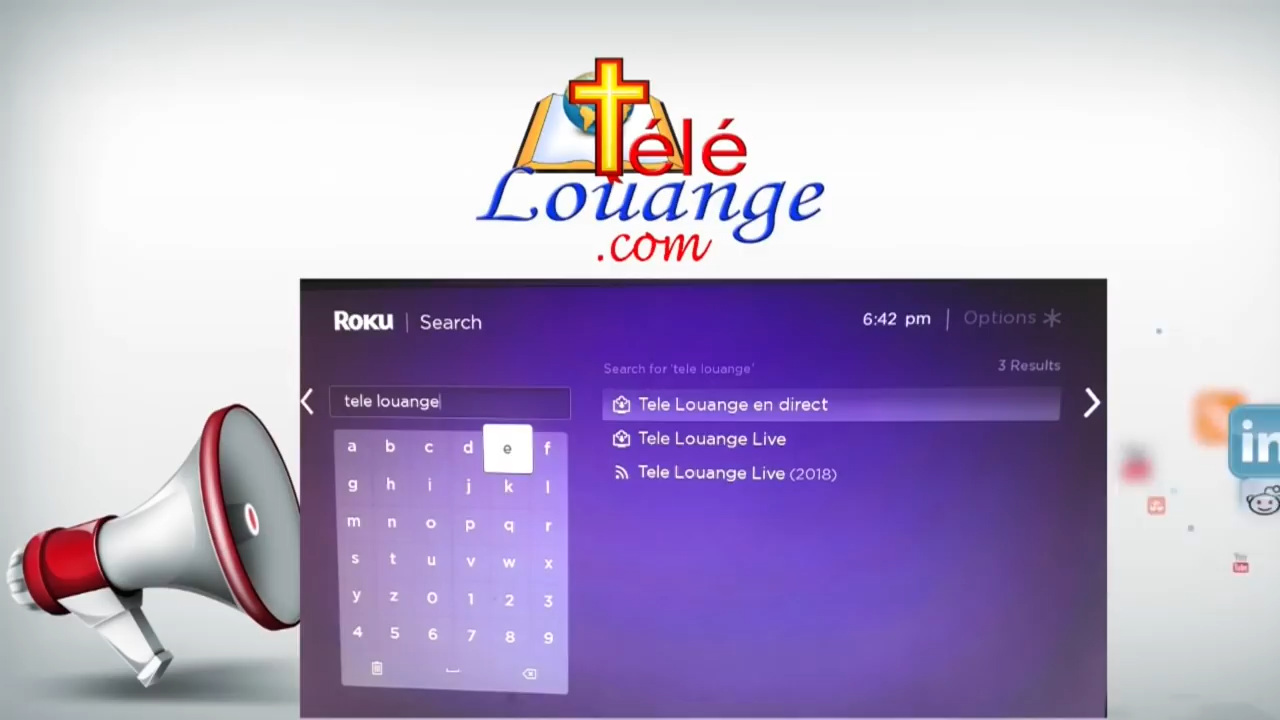 Télé
Louange
.com
Roku | Search
6:42 pm | Options
Search for 'tele louange'
3 Results
tele louange
Tele Louange en direct
Tele Louange Live
Tele Louange Live (2018)
a b c d e f
g h i j k l
m n o p q r
s t u v w x
y z 0 1 2 3
4 5 6 7 8 9
in
You
Tube